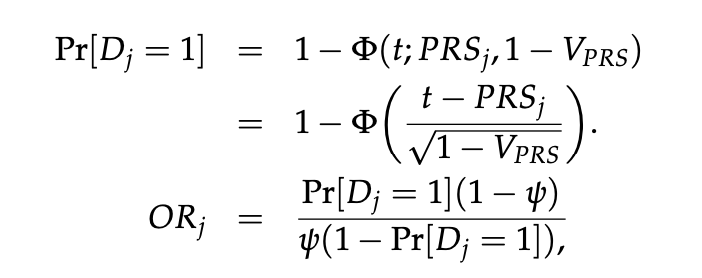 Pr[D_j = 1] = 1 − Φ(t; PRS_j, 1 − V_PRS)
= 1 − Φ((t − PRS_j) / √(1 − V_PRS)).
OR_j = Pr[D_j = 1](1 − ψ) / ψ(1 − Pr[D_j = 1]),